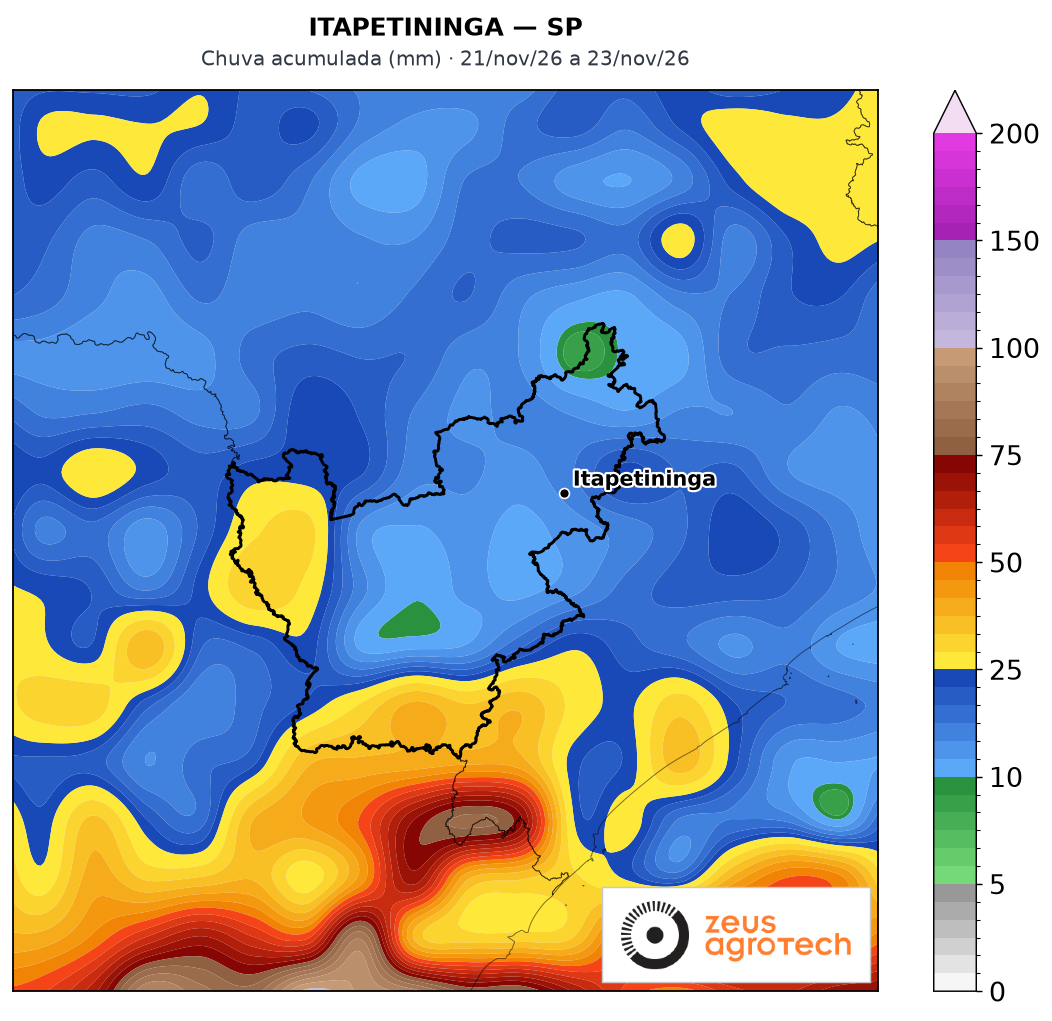 ITAPETININGA — SP
Chuva acumulada (mm) · 21/nov/26 a 23/nov/26
200
150
100
75
50
25
10
5
0
Itapetininga
zeus
agrotech